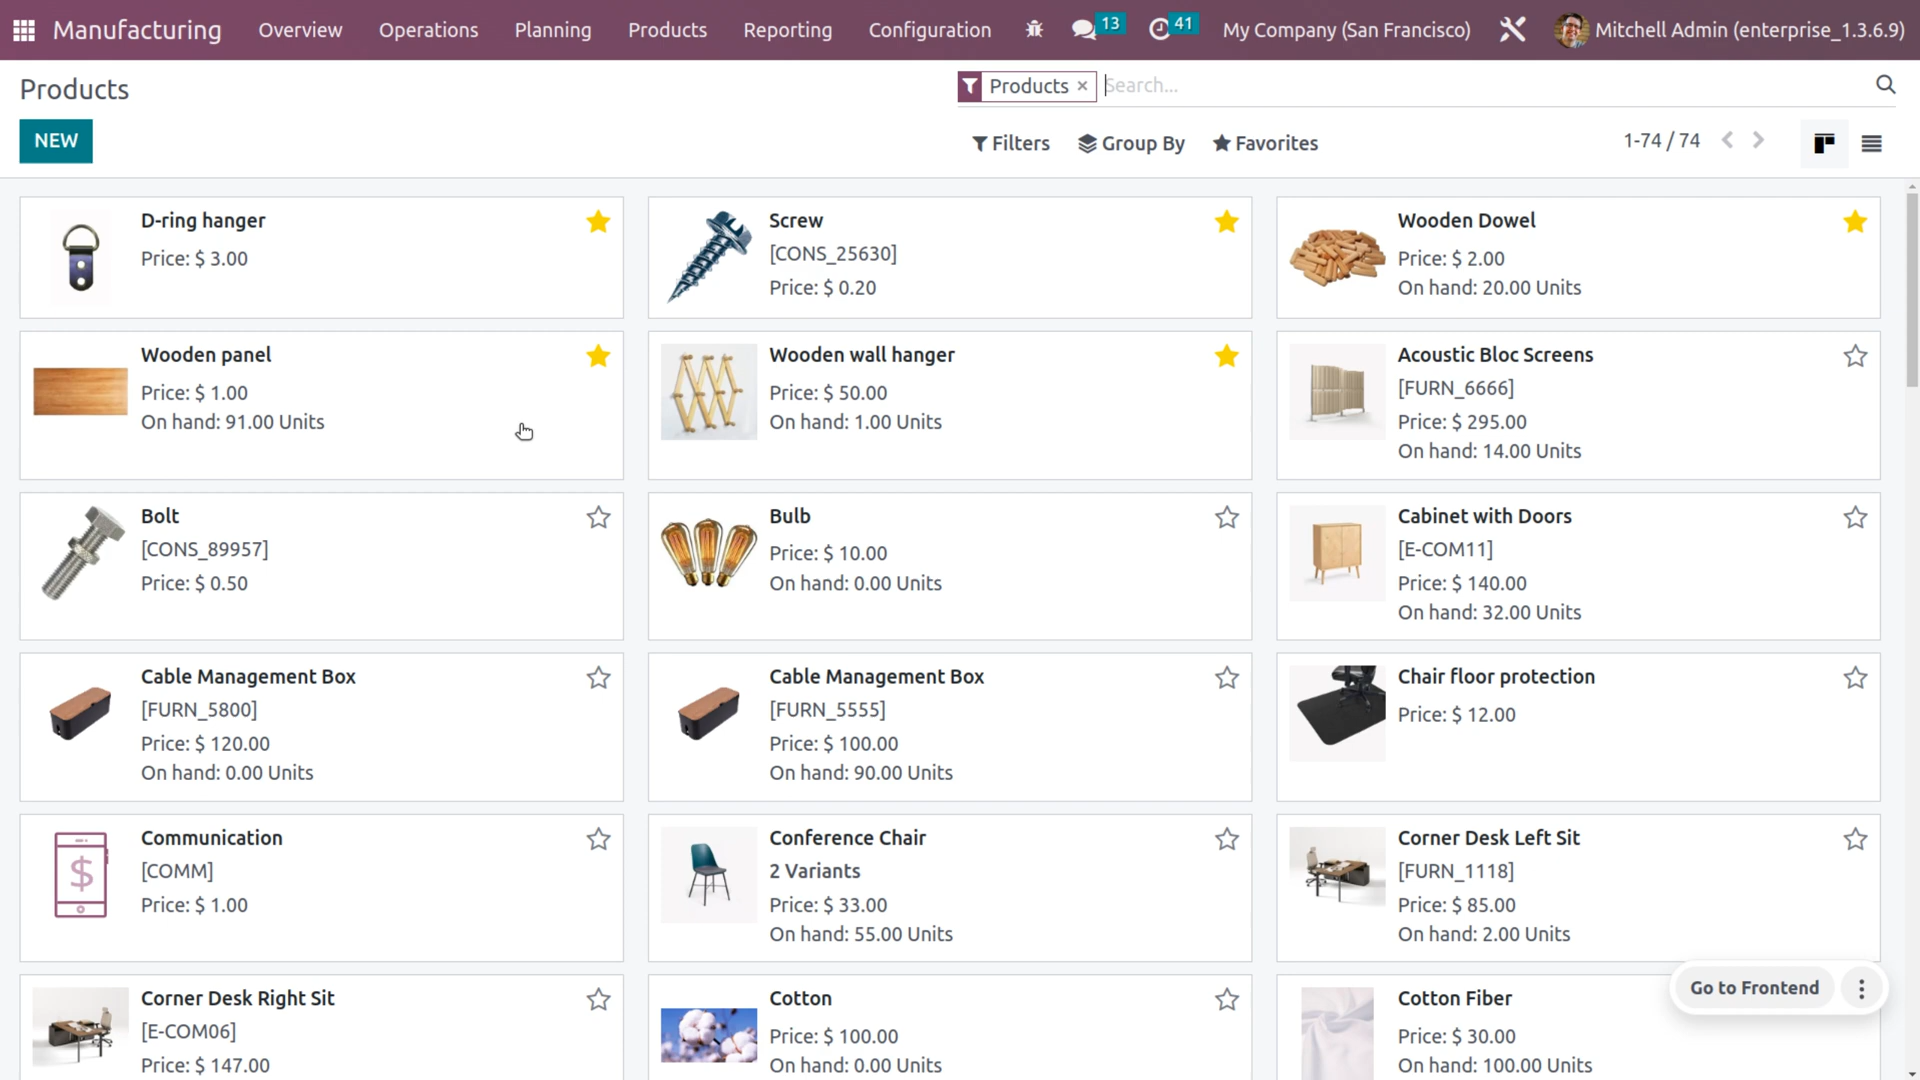 Manufacturing Overview Operations Planning Products Reporting Configuration 13 41 My Company (San Francisco) Mitchell Admin (enterprise_1.3.6.9)
Products
Products × Search...
NEW
Filters Group By Favorites
1-74 / 74
D-ring hanger
Price: $ 3.00
Screw
[CONS_25630]
Price: $ 0.20
Wooden Dowel
Price: $ 2.00
On hand: 20.00 Units
Wooden panel
Price: $ 1.00
On hand: 91.00 Units
Wooden wall hanger
Price: $ 50.00
On hand: 1.00 Units
Acoustic Bloc Screens
[FURN_6666]
Price: $ 295.00
On hand: 14.00 Units
Bolt
[CONS_89957]
Price: $ 0.50
Bulb
Price: $ 10.00
On hand: 0.00 Units
Cabinet with Doors
[E-COM11]
Price: $ 140.00
On hand: 32.00 Units
Cable Management Box
[FURN_5800]
Price: $ 120.00
On hand: 0.00 Units
Cable Management Box
[FURN_5555]
Price: $ 100.00
On hand: 90.00 Units
Chair floor protection
Price: $ 12.00
Communication
[COMM]
Price: $ 1.00
Conference Chair
2 Variants
Price: $ 33.00
On hand: 55.00 Units
Corner Desk Left Sit
[FURN_1118]
Price: $ 85.00
On hand: 2.00 Units
Corner Desk Right Sit
[E-COM06]
Price: $ 147.00
Cotton
Price: $ 100.00
On hand: 0.00 Units
Cotton Fiber
Price: $ 30.00
On hand: 100.00 Units
Go to Frontend